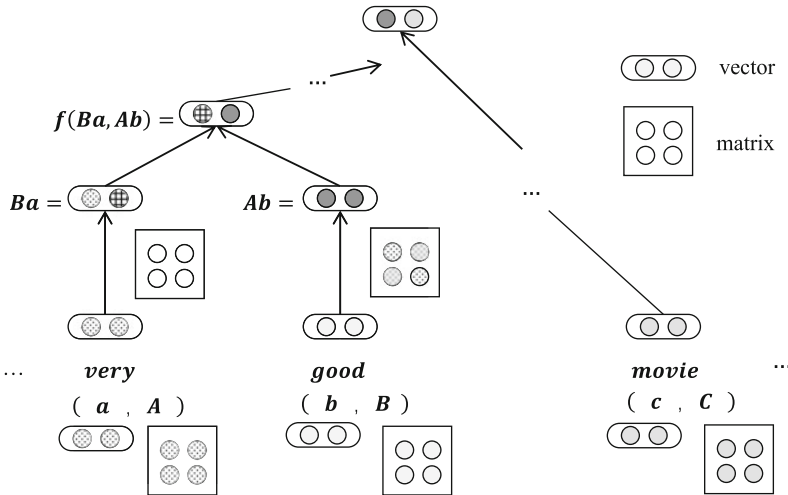 ...
vector
f(Ba, Ab) =
matrix
...
Ba =
Ab =
... very good movie ...
( a , A ) ( b , B ) ( c , C )